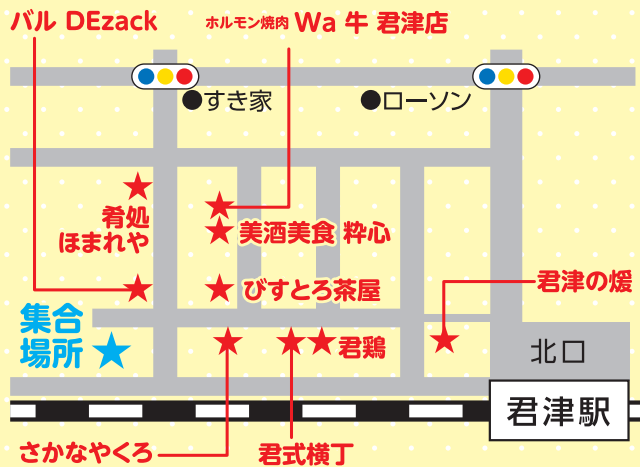 バル DEzack
ホルモン焼肉 Wa 牛 君津店
すき家
ローソン
肴処
ほまれや
美酒美食 粋心
びすとろ茶屋
君津の煖
集合
場所
君鶏
北口
君津駅
さかなやくろ
君式横丁